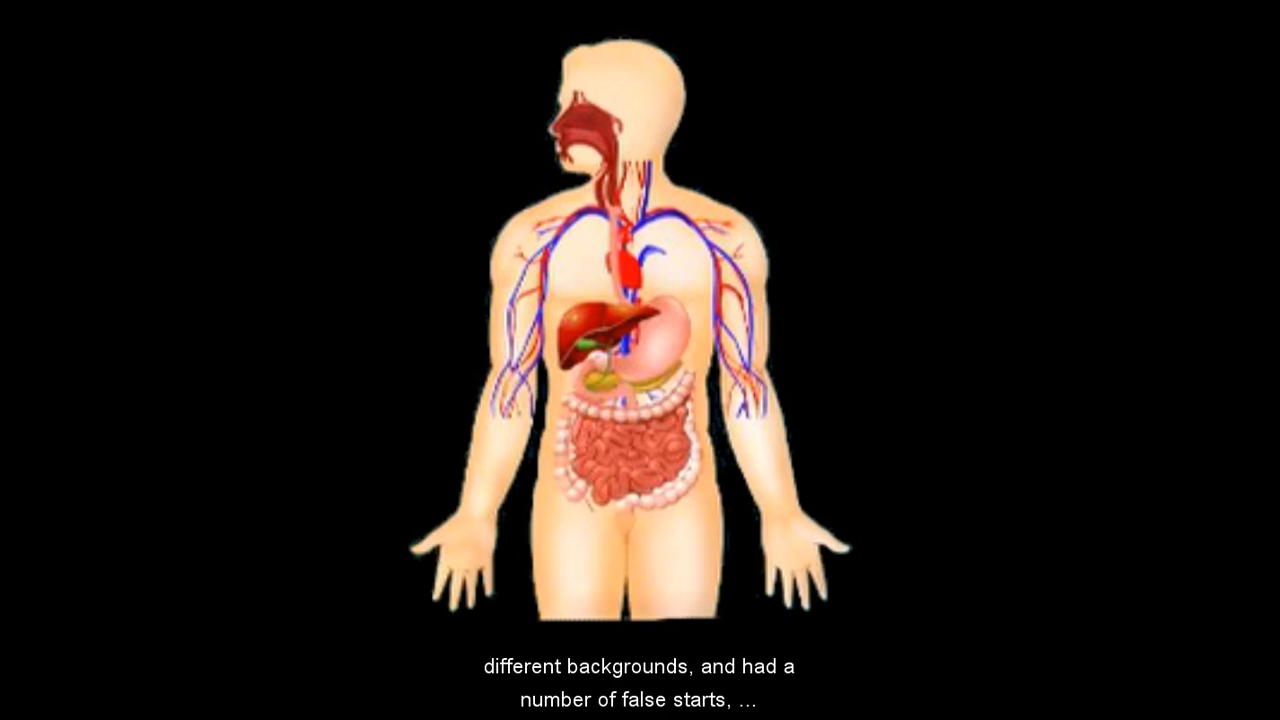 different backgrounds, and had a
number of false starts, ...